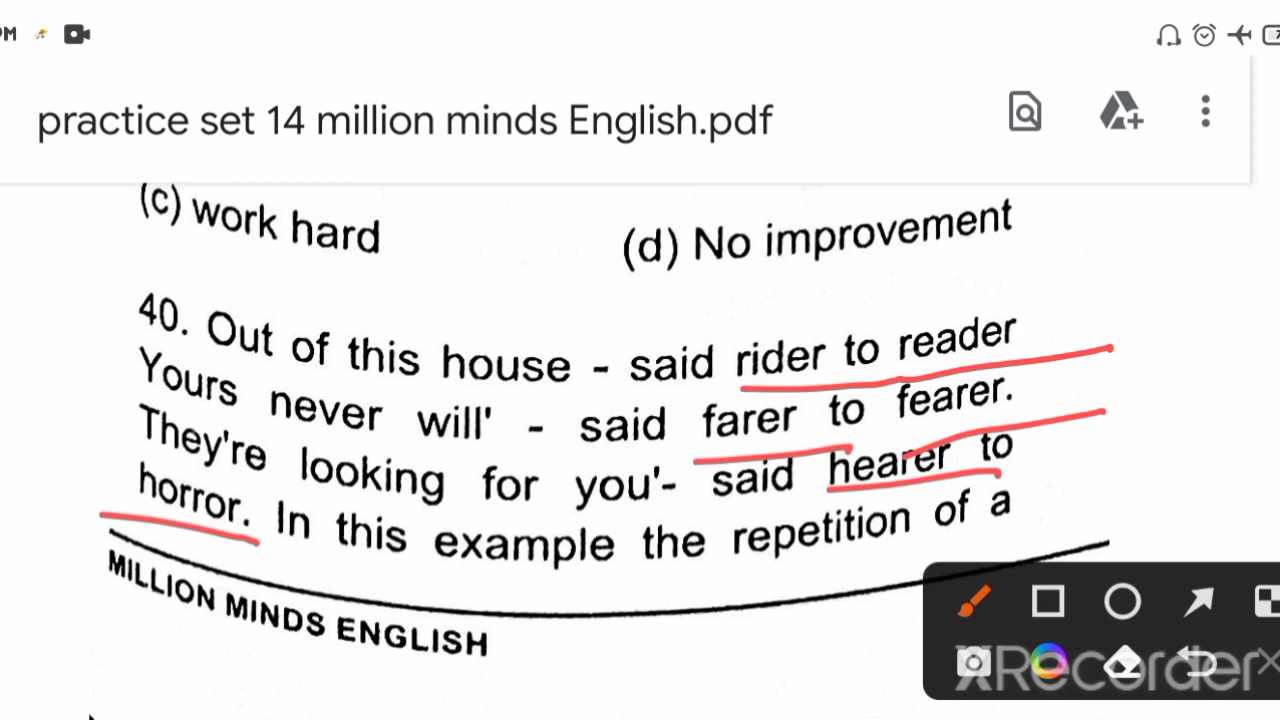 OM
practice set 14 million minds English.pdf
(c) work hard
(d) No improvement
40. Out of this house - said rider to reader
Yours never will' - said farer to fearer.
They're looking for you'- said hearer to
horror. In this example the repetition of a
MILLION MINDS ENGLISH
XRecorder